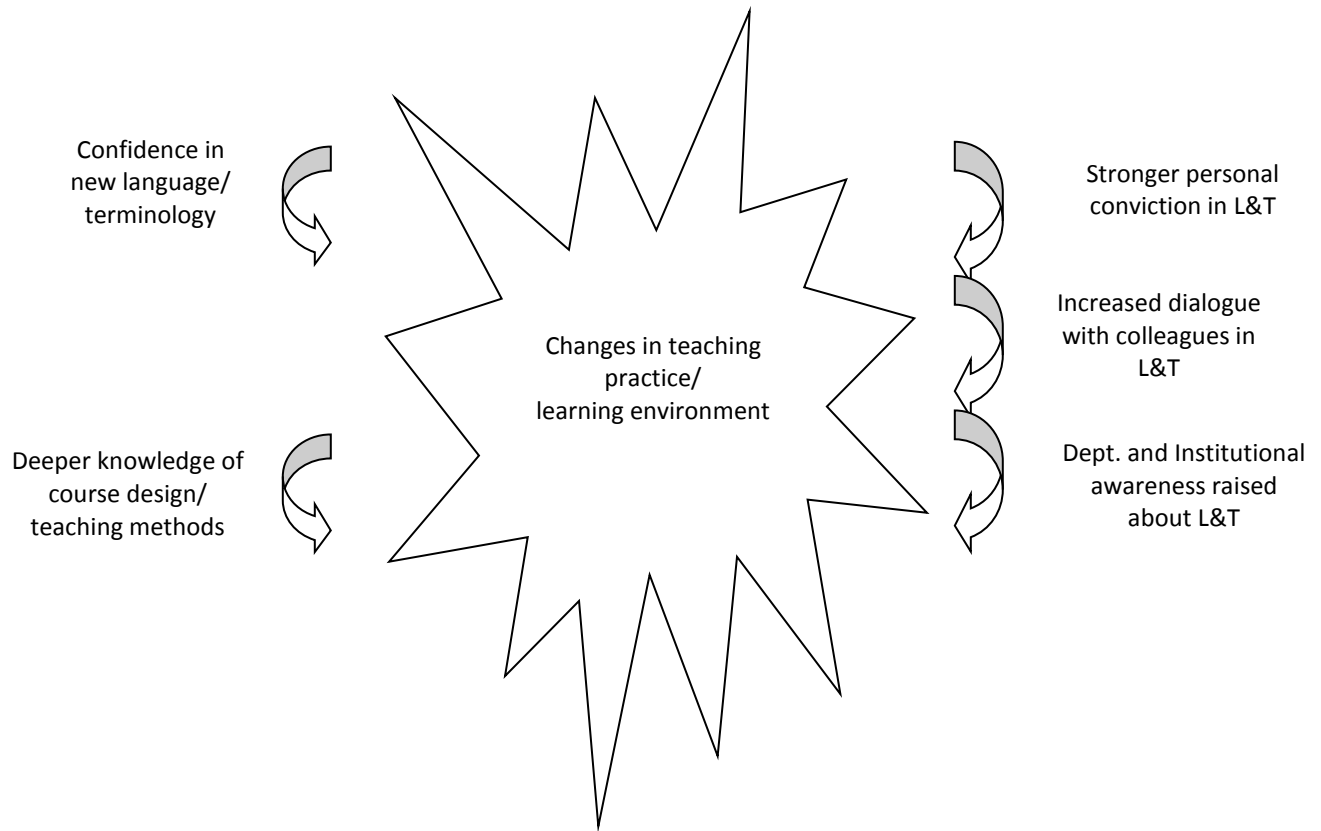 Confidence in
new language/
terminology
Deeper knowledge of
course design/
teaching methods
Changes in teaching
practice/
learning environment
Stronger personal
conviction in L&T
Increased dialogue
with colleagues in
L&T
Dept. and Institutional
awareness raised
about L&T